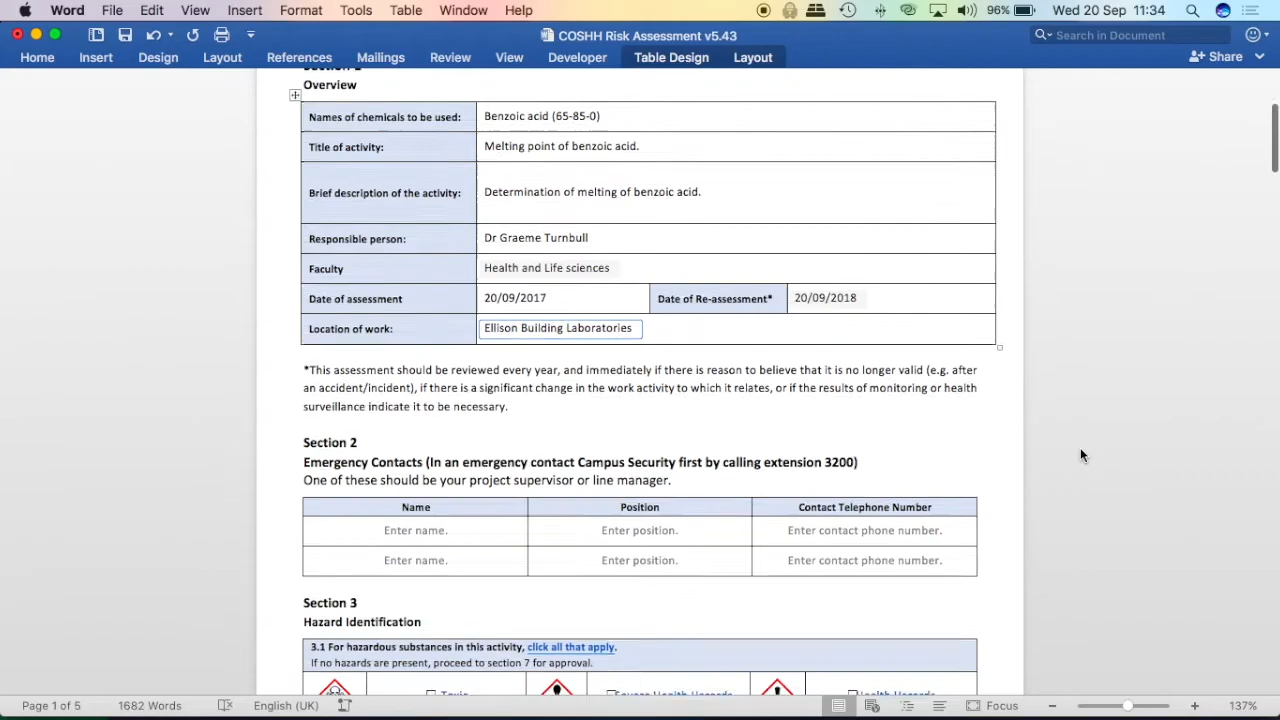 Word File Edit View Insert Format Tools Table Window Help 96% Wed 20 Sep 11:34
COSHH Risk Assessment v5.43 Search in Document
Home Insert Design Layout References Mailings Review View Developer Table Design Layout Share
Overview
Names of chemicals to be used: Benzoic acid (65-85-0)
Title of activity: Melting point of benzoic acid.
Brief description of the activity: Determination of melting of benzoic acid.
Responsible person: Dr Graeme Turnbull
Faculty Health and Life sciences
Date of assessment 20/09/2017 Date of Re-assessment* 20/09/2018
Location of work: Ellison Building Laboratories
*This assessment should be reviewed every year, and immediately if there is reason to believe that it is no longer valid (e.g. after
an accident/incident), if there is a significant change in the work activity to which it relates, or if the results of monitoring or health
surveillance indicate it to be necessary.
Section 2
Emergency Contacts (In an emergency contact Campus Security first by calling extension 3200)
One of these should be your project supervisor or line manager.
Name Position Contact Telephone Number
Enter name. Enter position. Enter contact phone number.
Enter name. Enter position. Enter contact phone number.
Section 3
Hazard Identification
3.1 For hazardous substances in this activity, click all that apply.
If no hazards are present, proceed to section 7 for approval.
Toxic Severe Health Hazards Health Hazards
Page 1 of 5 1682 Words English (UK) Focus 137%